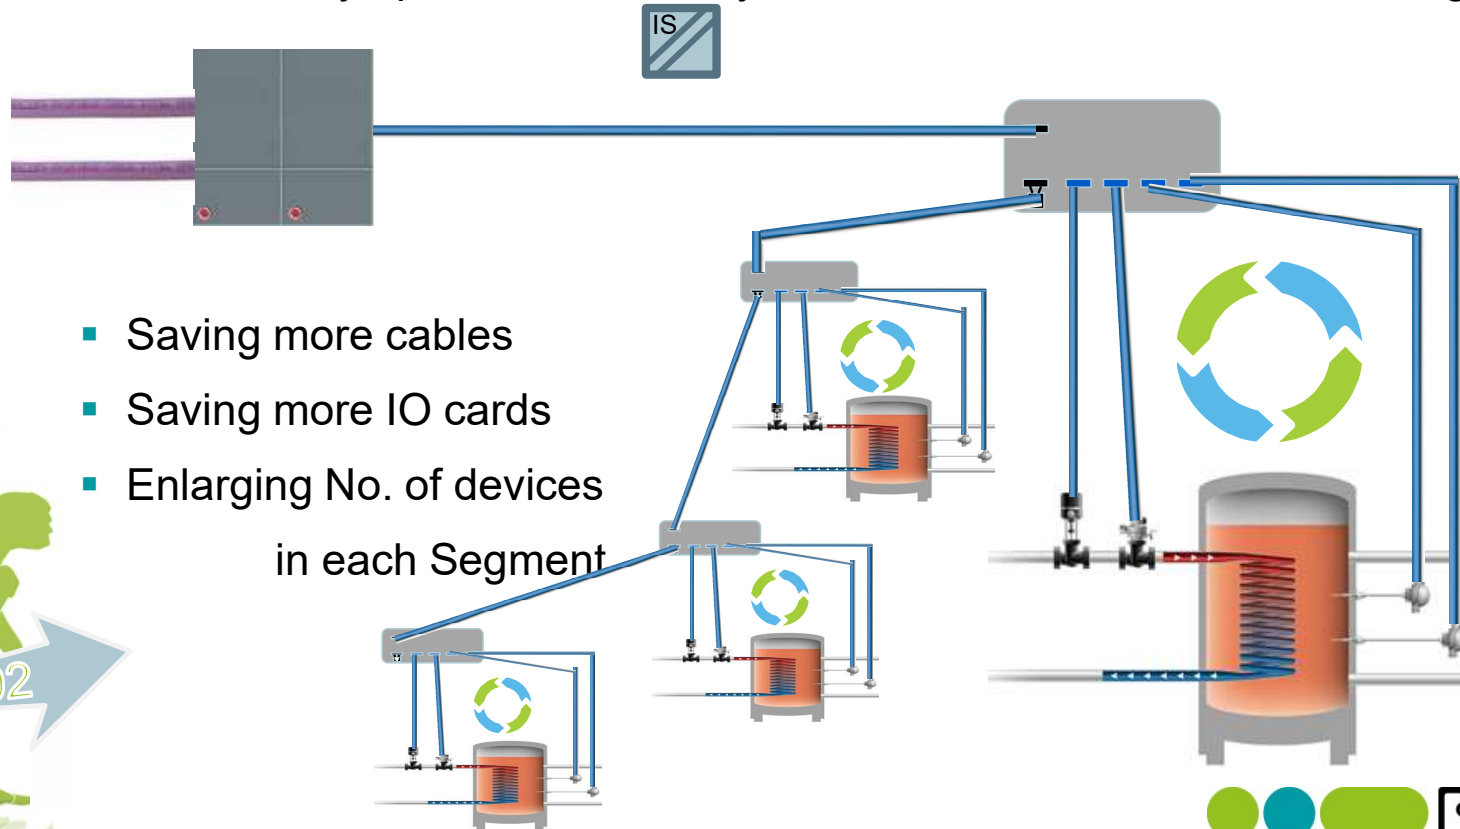 IS
Saving more cables
Saving more IO cards
Enlarging No. of devices
in each Segment
02